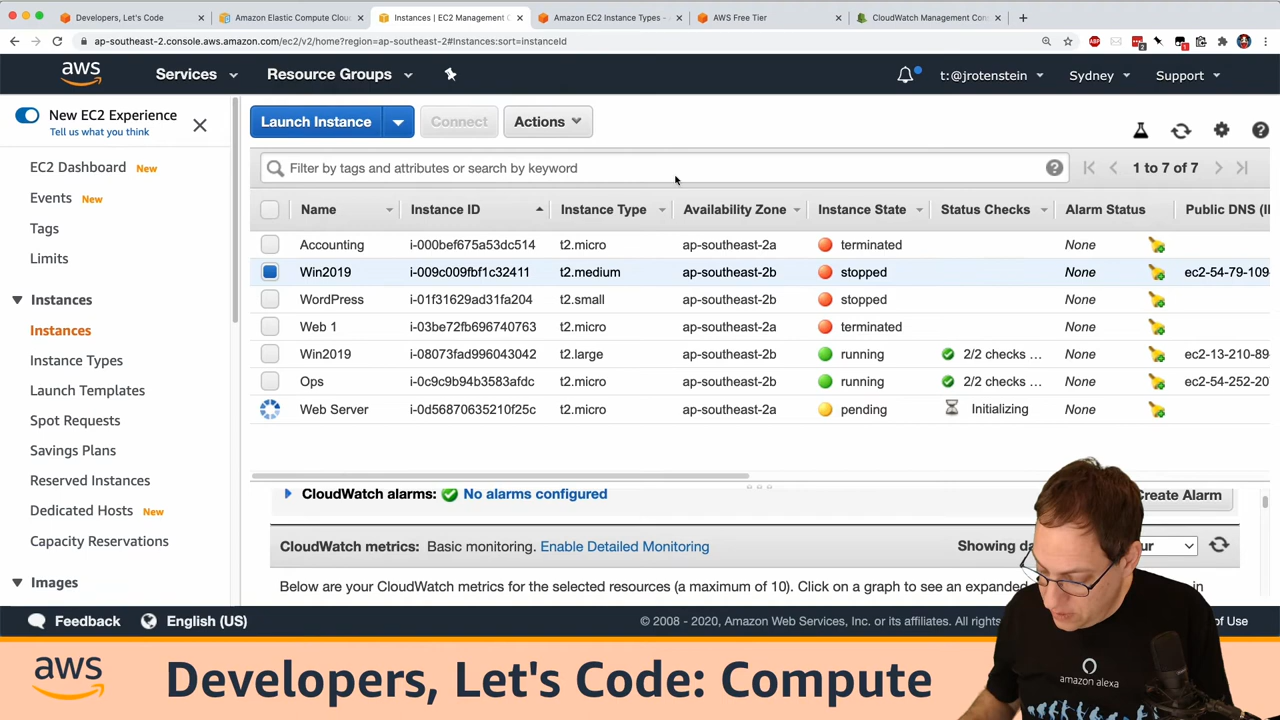 Developers, Let's Code
Amazon Elastic Compute Clou
Instances | EC2 Management C
Amazon EC2 Instance Types -
AWS Free Tier
CloudWatch Management Con
ap-southeast-2.console.aws.amazon.com/ec2/v2/home?region=ap-southeast-2#Instances:sort=instanceId
aws Services Resource Groups t:@jrotenstein Sydney Support
New EC2 Experience
Tell us what you think
EC2 Dashboard New
Events New
Tags
Limits
Instances
Instances
Instance Types
Launch Templates
Spot Requests
Savings Plans
Reserved Instances
Dedicated Hosts New
Capacity Reservations
Images
Launch Instance Connect Actions
Filter by tags and attributes or search by keyword 1 to 7 of 7
Name Instance ID Instance Type Availability Zone Instance State Status Checks Alarm Status Public DNS (I
Accounting i-000bef675a53dc514 t2.micro ap-southeast-2a terminated None
Win2019 i-009c009fbf1c32411 t2.medium ap-southeast-2b stopped None ec2-54-79-109
WordPress i-01f31629ad31fa204 t2.small ap-southeast-2b stopped None
Web 1 i-03be72fb696740763 t2.micro ap-southeast-2a terminated None
Win2019 i-08073fad996043042 t2.large ap-southeast-2b running 2/2 checks ... None ec2-13-210-89
Ops i-0c9c9b94b3583afdc t2.micro ap-southeast-2b running 2/2 checks ... None ec2-54-252-20
Web Server i-0d56870635210f25c t2.micro ap-southeast-2a pending Initializing None
CloudWatch alarms: No alarms configured Create Alarm
CloudWatch metrics: Basic monitoring. Enable Detailed Monitoring Showing da ur
Below are your CloudWatch metrics for the selected resources (a maximum of 10). Click on a graph to see an expanded in
Feedback English (US) © 2008 - 2020, Amazon Web Services, Inc. or its affiliates. All rights of Use
amazon alexa
aws Developers, Let's Code: Compute